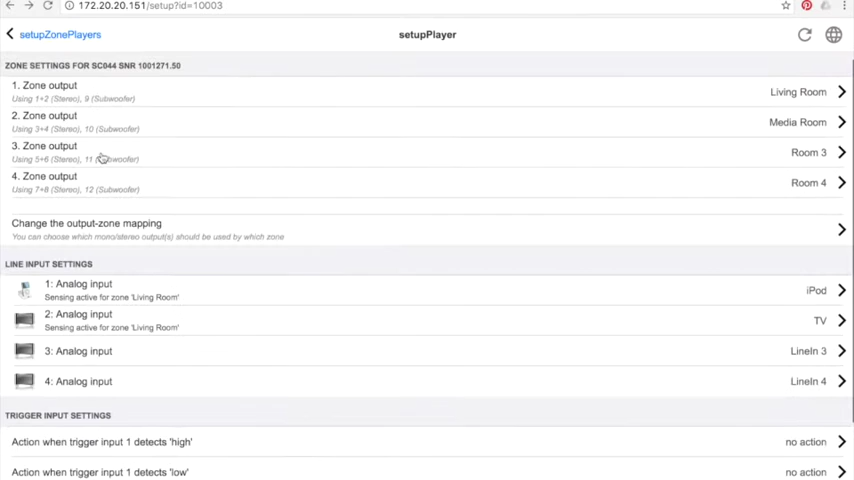 172.20.20.151/setup?id=10003
setupZonePlayers
setupPlayer
ZONE SETTINGS FOR SC044 SNR 1001271.50
1. Zone output
Using 1+2 (Stereo), 9 (Subwoofer)
Living Room
2. Zone output
Using 3+4 (Stereo), 10 (Subwoofer)
Media Room
3. Zone output
Using 5+6 (Stereo), 11 (Subwoofer)
Room 3
4. Zone output
Using 7+8 (Stereo), 12 (Subwoofer)
Room 4
Change the output-zone mapping
You can choose which mono/stereo output(s) should be used by which zone
LINE INPUT SETTINGS
1: Analog input
Sensing active for zone 'Living Room'
iPod
2: Analog input
Sensing active for zone 'Living Room'
TV
3: Analog input
LineIn 3
4: Analog input
LineIn 4
TRIGGER INPUT SETTINGS
Action when trigger input 1 detects 'high'
no action
Action when trigger input 1 detects 'low'
no action